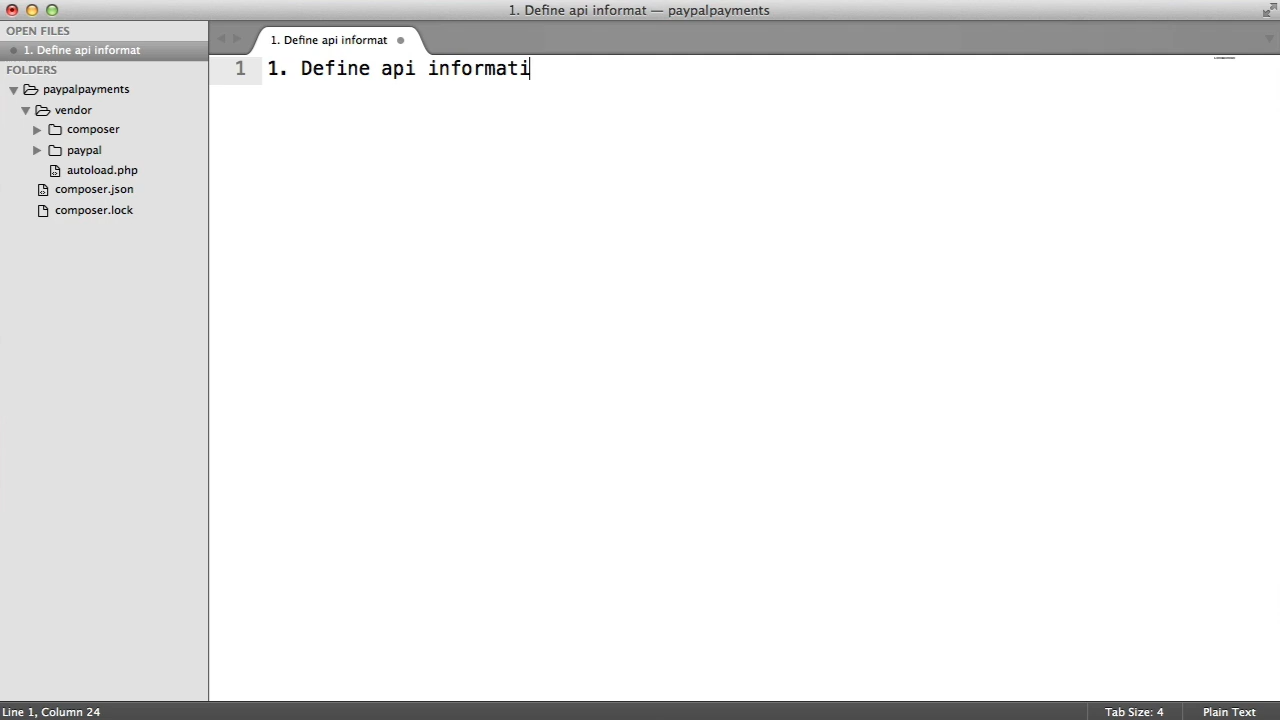 1. Define api informat — paypalpayments
OPEN FILES
1. Define api informat
FOLDERS
paypalpayments
vendor
composer
paypal
autoload.php
composer.json
composer.lock
1. Define api informat
1 1. Define api informati
Line 1, Column 24
Tab Size: 4
Plain Text